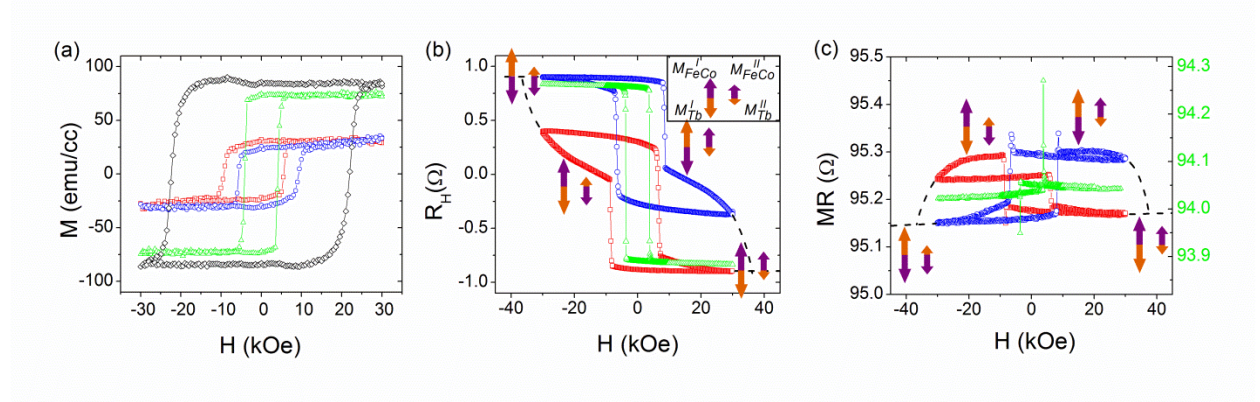 (a)
M (emu/cc)
100
50
0
-50
-100
-30 -20 -10 0 10 20 30
H (kOe)
(b)
R_H(Ω)
1.0
0.5
0.0
-0.5
-1.0
-40 -20 0 20 40
H (kOe)
M^I_FeCo M^II_FeCo
M^I_Tb M^II_Tb
(c)
MR (Ω)
95.5
95.4
95.3
95.2
95.1
95.0
94.3
94.2
94.1
94.0
93.9
-40 -20 0 20 40
H (kOe)